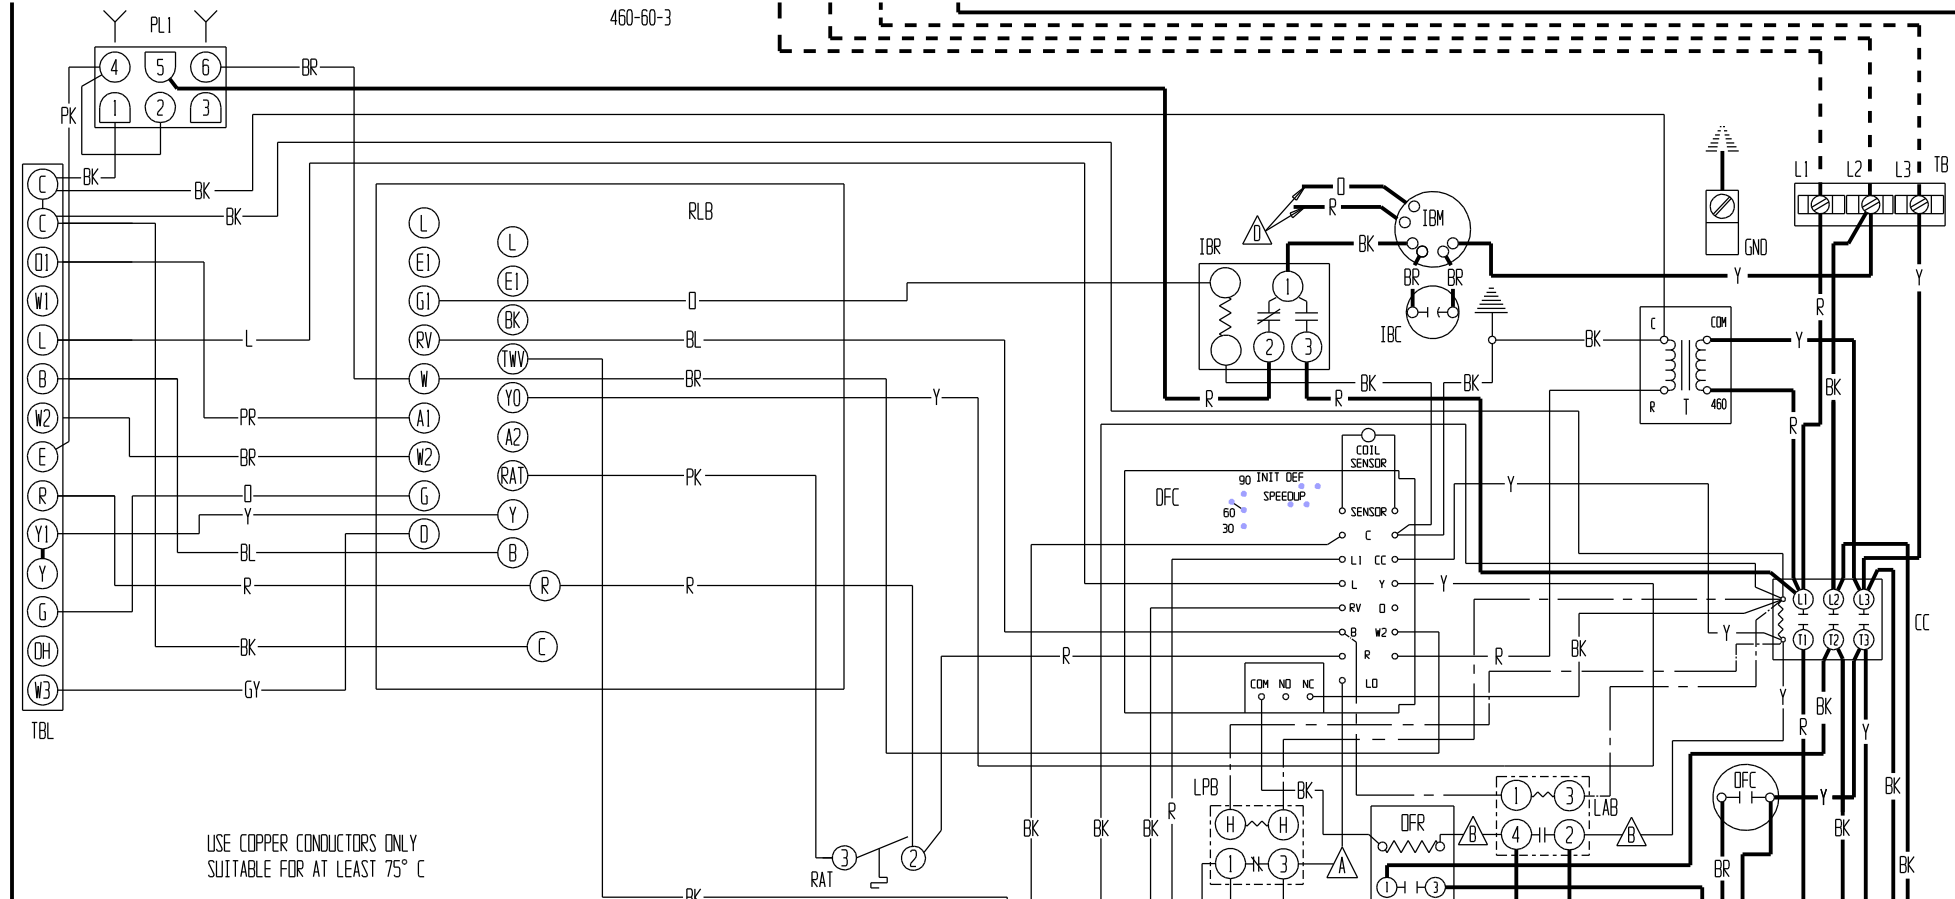 PL1
460-60-3
4
5
6
BR
1
2
3
PK
BK
BK
BK
C
C
O1
W1
L
B
W2
E
R
Y1
Y
G
OH
W3
TBL
L
PR
BR
O
Y
BL
R
BK
GY
RLB
L
E1
G1
RV
W
A1
W2
G
O
L
E1
BK
TWV
YO
A2
RAT
Y
B
R
C
O
BL
BR
Y
PK
R
RAT
3
2
BK
USE COPPER CONDUCTORS ONLY
SUITABLE FOR AT LEAST 75° C
O
R
D
IBM
IBR
BK
BR
BR
1
2
3
IBC
BK
R
R
BK
BK
Y
GND
L1
L2
L3
TB
R
Y
C
COM
R
T
460
Y
BK
R
COIL
SENSOR
DFC
90
INIT DEF
SPEEDUP
60
30
SENSOR
C
L1
CC
L
Y
RV
O
B
W2
R
LO
COM
NO
NC
Y
Y
R
R
BK
Y
L1
L2
L3
T1
T2
T3
CC
Y
R
BK
Y
LPB
H
H
1
3
A
BK
BK
BK
BK
R
OFR
1
3
B
1
3
4
2
LAB
B
OFC
Y
BR
BK
BK
BK